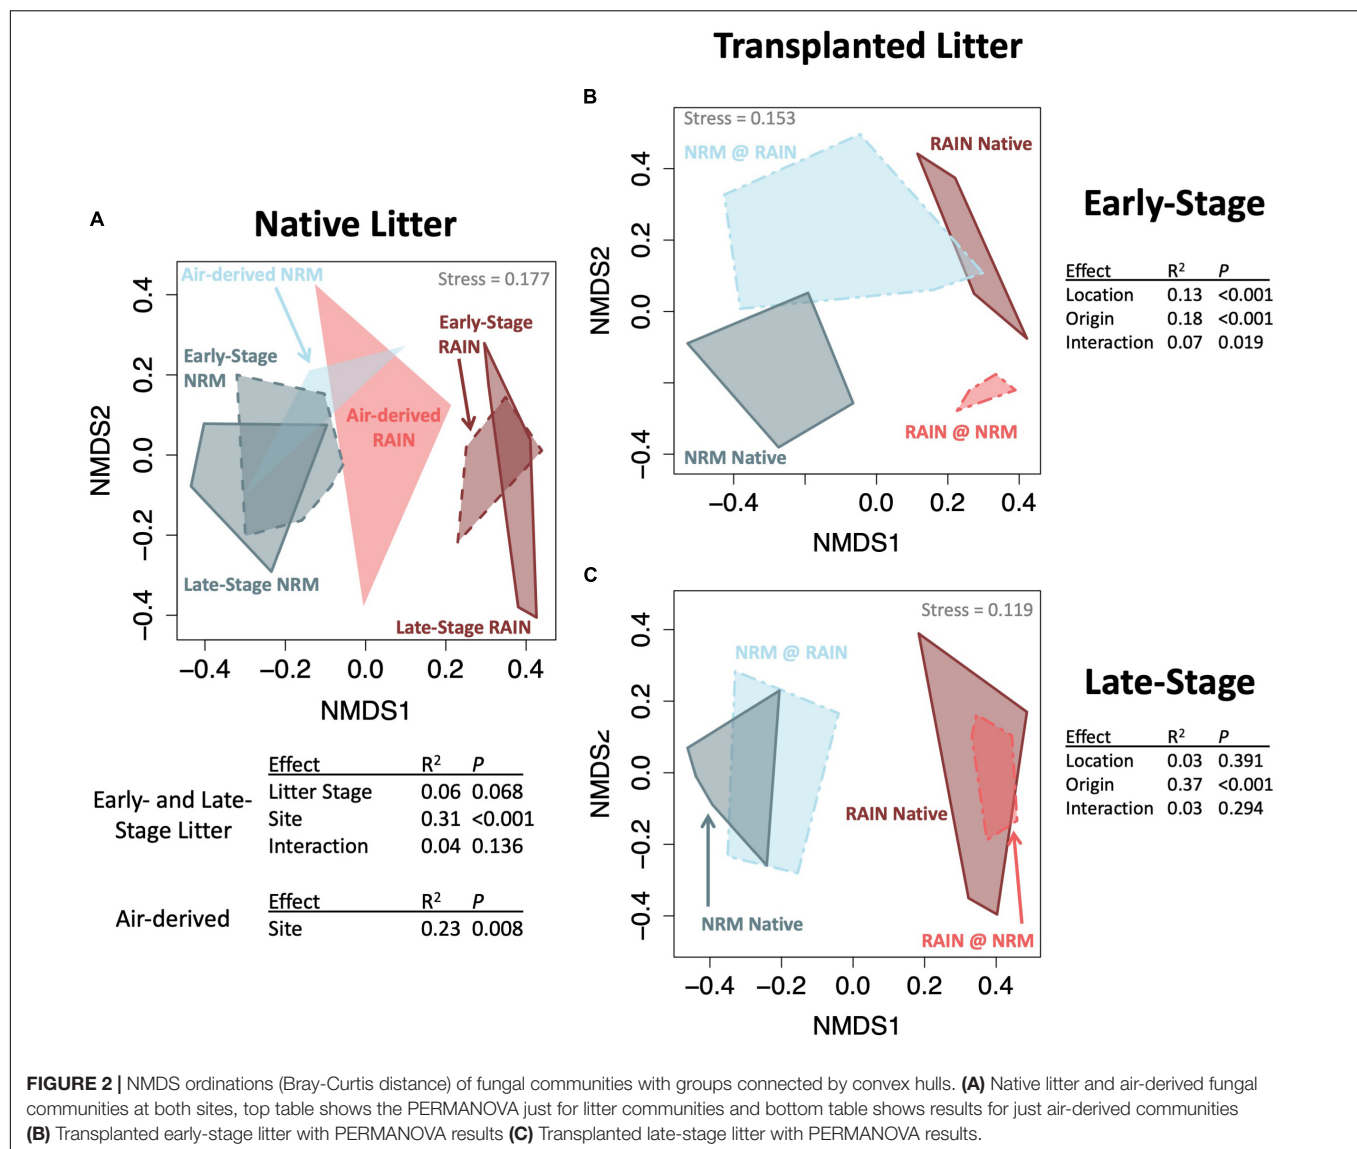 Transplanted Litter
B
Stress = 0.153
NRM @ RAIN
RAIN Native
RAIN @ NRM
NRM Native
0.4
0.2
0.0
−0.4
NMDS2
−0.4
0.0
0.2
0.4
NMDS1
Early-Stage
Effect R² P
Location 0.13 <0.001
Origin 0.18 <0.001
Interaction 0.07 0.019
A
Native Litter
Air-derived NRM
Stress = 0.177
Early-Stage
RAIN
Early-Stage
NRM
Air-derived
RAIN
Late-Stage NRM
Late-Stage RAIN
0.4
0.2
0.0
−0.2
−0.4
NMDS2
−0.4
−0.2
0.0
0.2
0.4
NMDS1
Early- and Late-
Stage Litter
Effect R² P
Litter Stage 0.06 0.068
Site 0.31 <0.001
Interaction 0.04 0.136
Air-derived
Effect R² P
Site 0.23 0.008
C
Stress = 0.119
NRM @ RAIN
RAIN Native
NRM Native
RAIN @ NRM
0.4
0.2
0.0
−0.2
−0.4
NMDS2
−0.4
−0.2
0.0
0.2
0.4
NMDS1
Late-Stage
Effect R² P
Location 0.03 0.391
Origin 0.37 <0.001
Interaction 0.03 0.294
FIGURE 2 | NMDS ordinations (Bray-Curtis distance) of fungal communities with groups connected by convex hulls. (A) Native litter and air-derived fungal
communities at both sites, top table shows the PERMANOVA just for litter communities and bottom table shows results for just air-derived communities
(B) Transplanted early-stage litter with PERMANOVA results (C) Transplanted late-stage litter with PERMANOVA results.